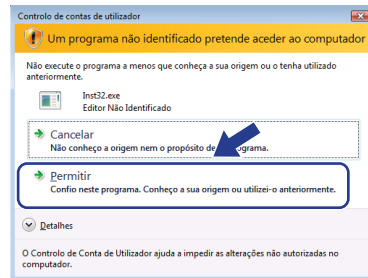 Controlo de contas de utilizador
Um programa não identificado pretende aceder ao computador
Não execute o programa a menos que conheça a sua origem ou o tenha utilizado
anteriormente.
Inst32.exe
Editor Não Identificado
Cancelar
Não conheço a origem nem o propósito de programa.
Permitir
Confio neste programa. Conheço a sua origem ou utilizei-o anteriormente.
Detalhes
O Controlo de Conta de Utilizador ajuda a impedir as alterações não autorizadas no
computador.